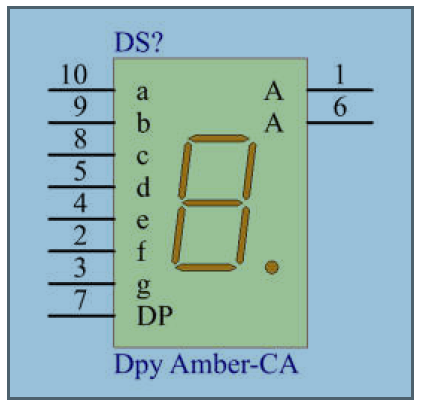 DS?
10 a A 1
9 b A 6
8 c
5 d
4 e
2 f
3 g
7 DP
Dpy Amber-CA